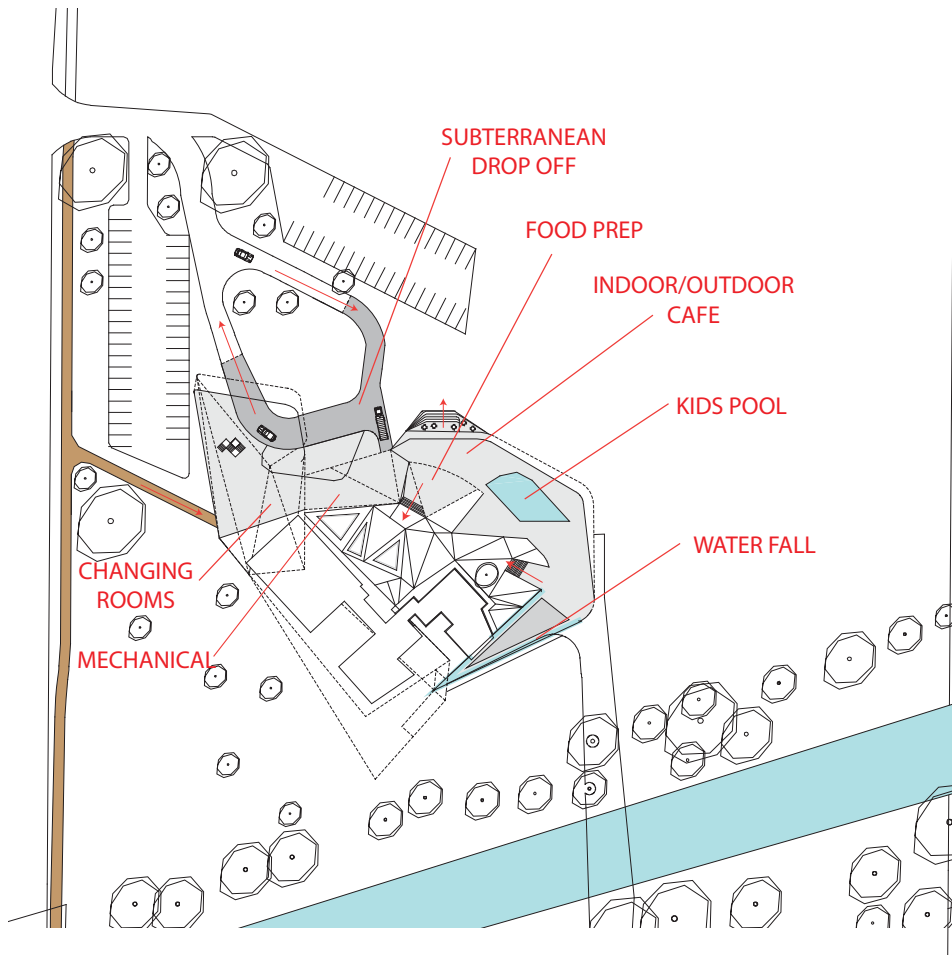 SUBTERRANEAN
DROP OFF
FOOD PREP
INDOOR/OUTDOOR
CAFE
KIDS POOL
WATER FALL
CHANGING
ROOMS
MECHANICAL